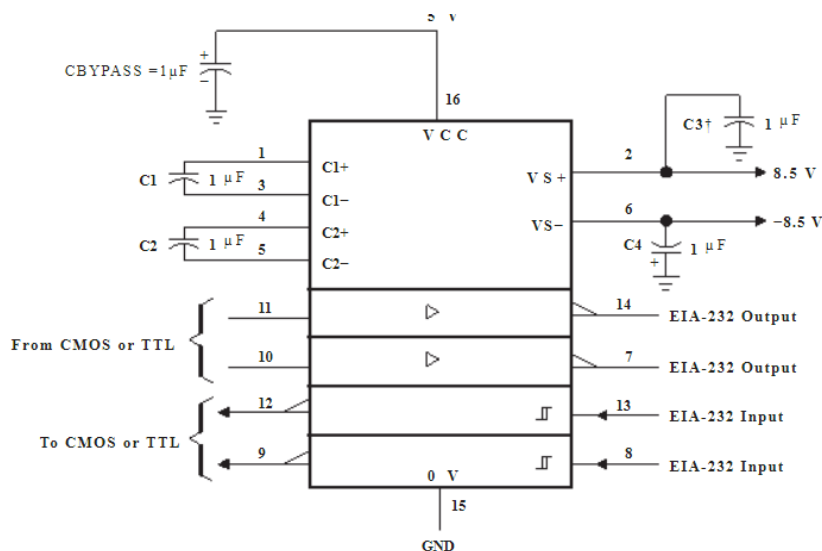 5 V
CBYPASS =1μF
+
−
16
VCC
C3†
1 μF
1
C1+
C1
1 μF
3
C1−
2
VS+
8.5 V
4
C2+
C2
1 μF
5
C2−
6
VS−
−8.5 V
C4
1 μF
+
11
14
EIA-232 Output
From CMOS or TTL
10
7
EIA-232 Output
12
13
EIA-232 Input
To CMOS or TTL
9
8
EIA-232 Input
0 V
15
GND